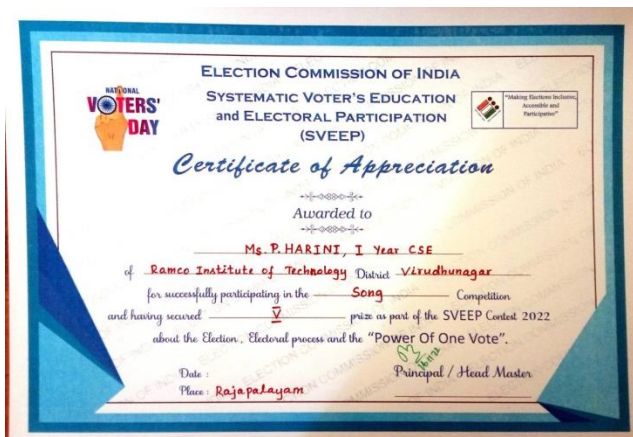 ELECTION COMMISSION OF INDIA
SYSTEMATIC VOTER'S EDUCATION
and ELECTORAL PARTICIPATION
(SVEEP)
NATIONAL
VOTERS'
DAY
"Making Elections Inclusive,
Accessible and
Participative"
Certificate of Appreciation
Awarded to
Ms. P. HARINI, I Year CSE
of Ramco Institute of Technology District Virudhunagar
for successfully participating in the Song Competition
and having secured V prize as part of the SVEEP Contest 2022
about the Election, Electoral process and the "Power Of One Vote".
Date :
Principal / Head Master
Place : Rajapalayam